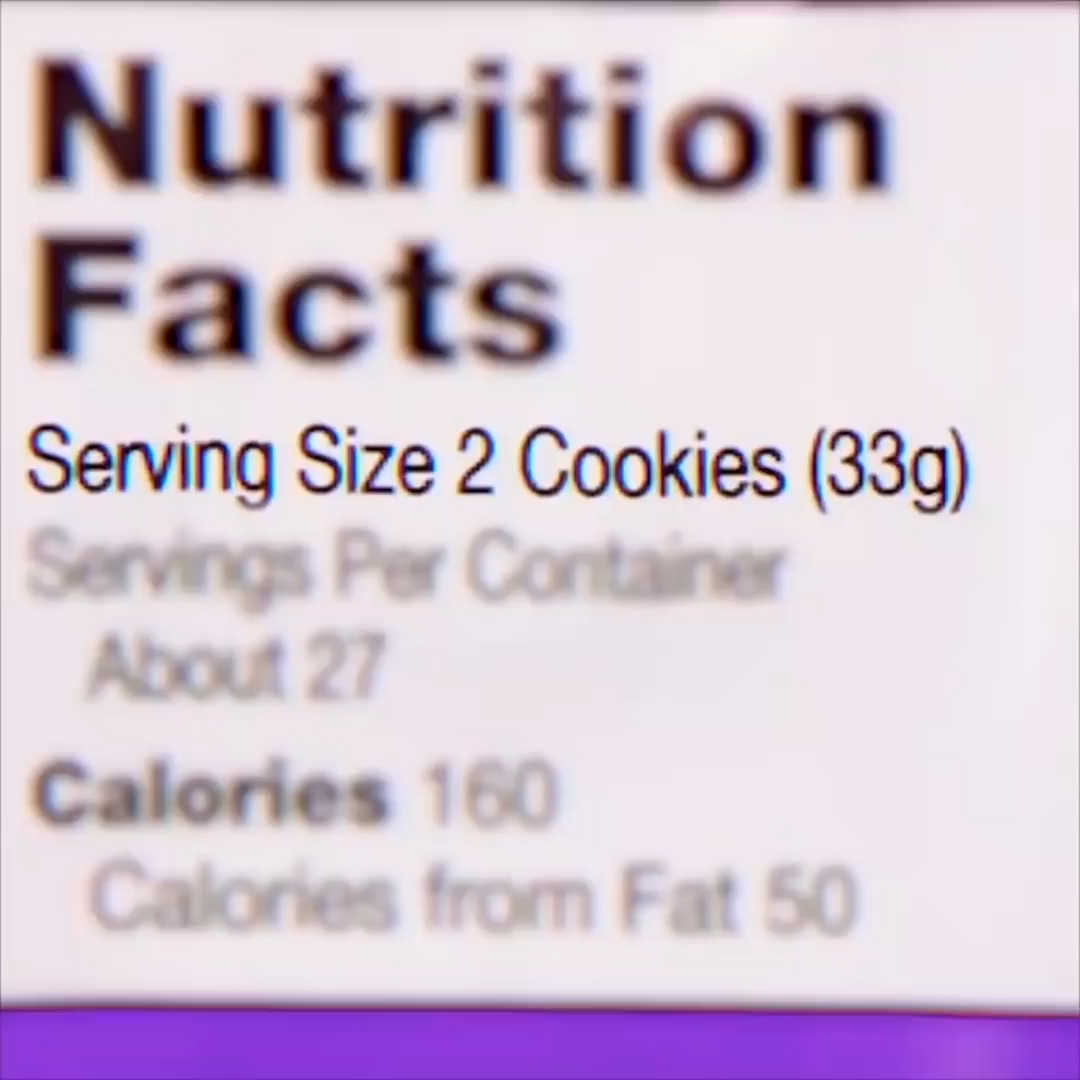 Nutrition
Facts
Serving Size 2 Cookies (33g)
Servings Per Container
About 27
Calories 160
Calories from Fat 50